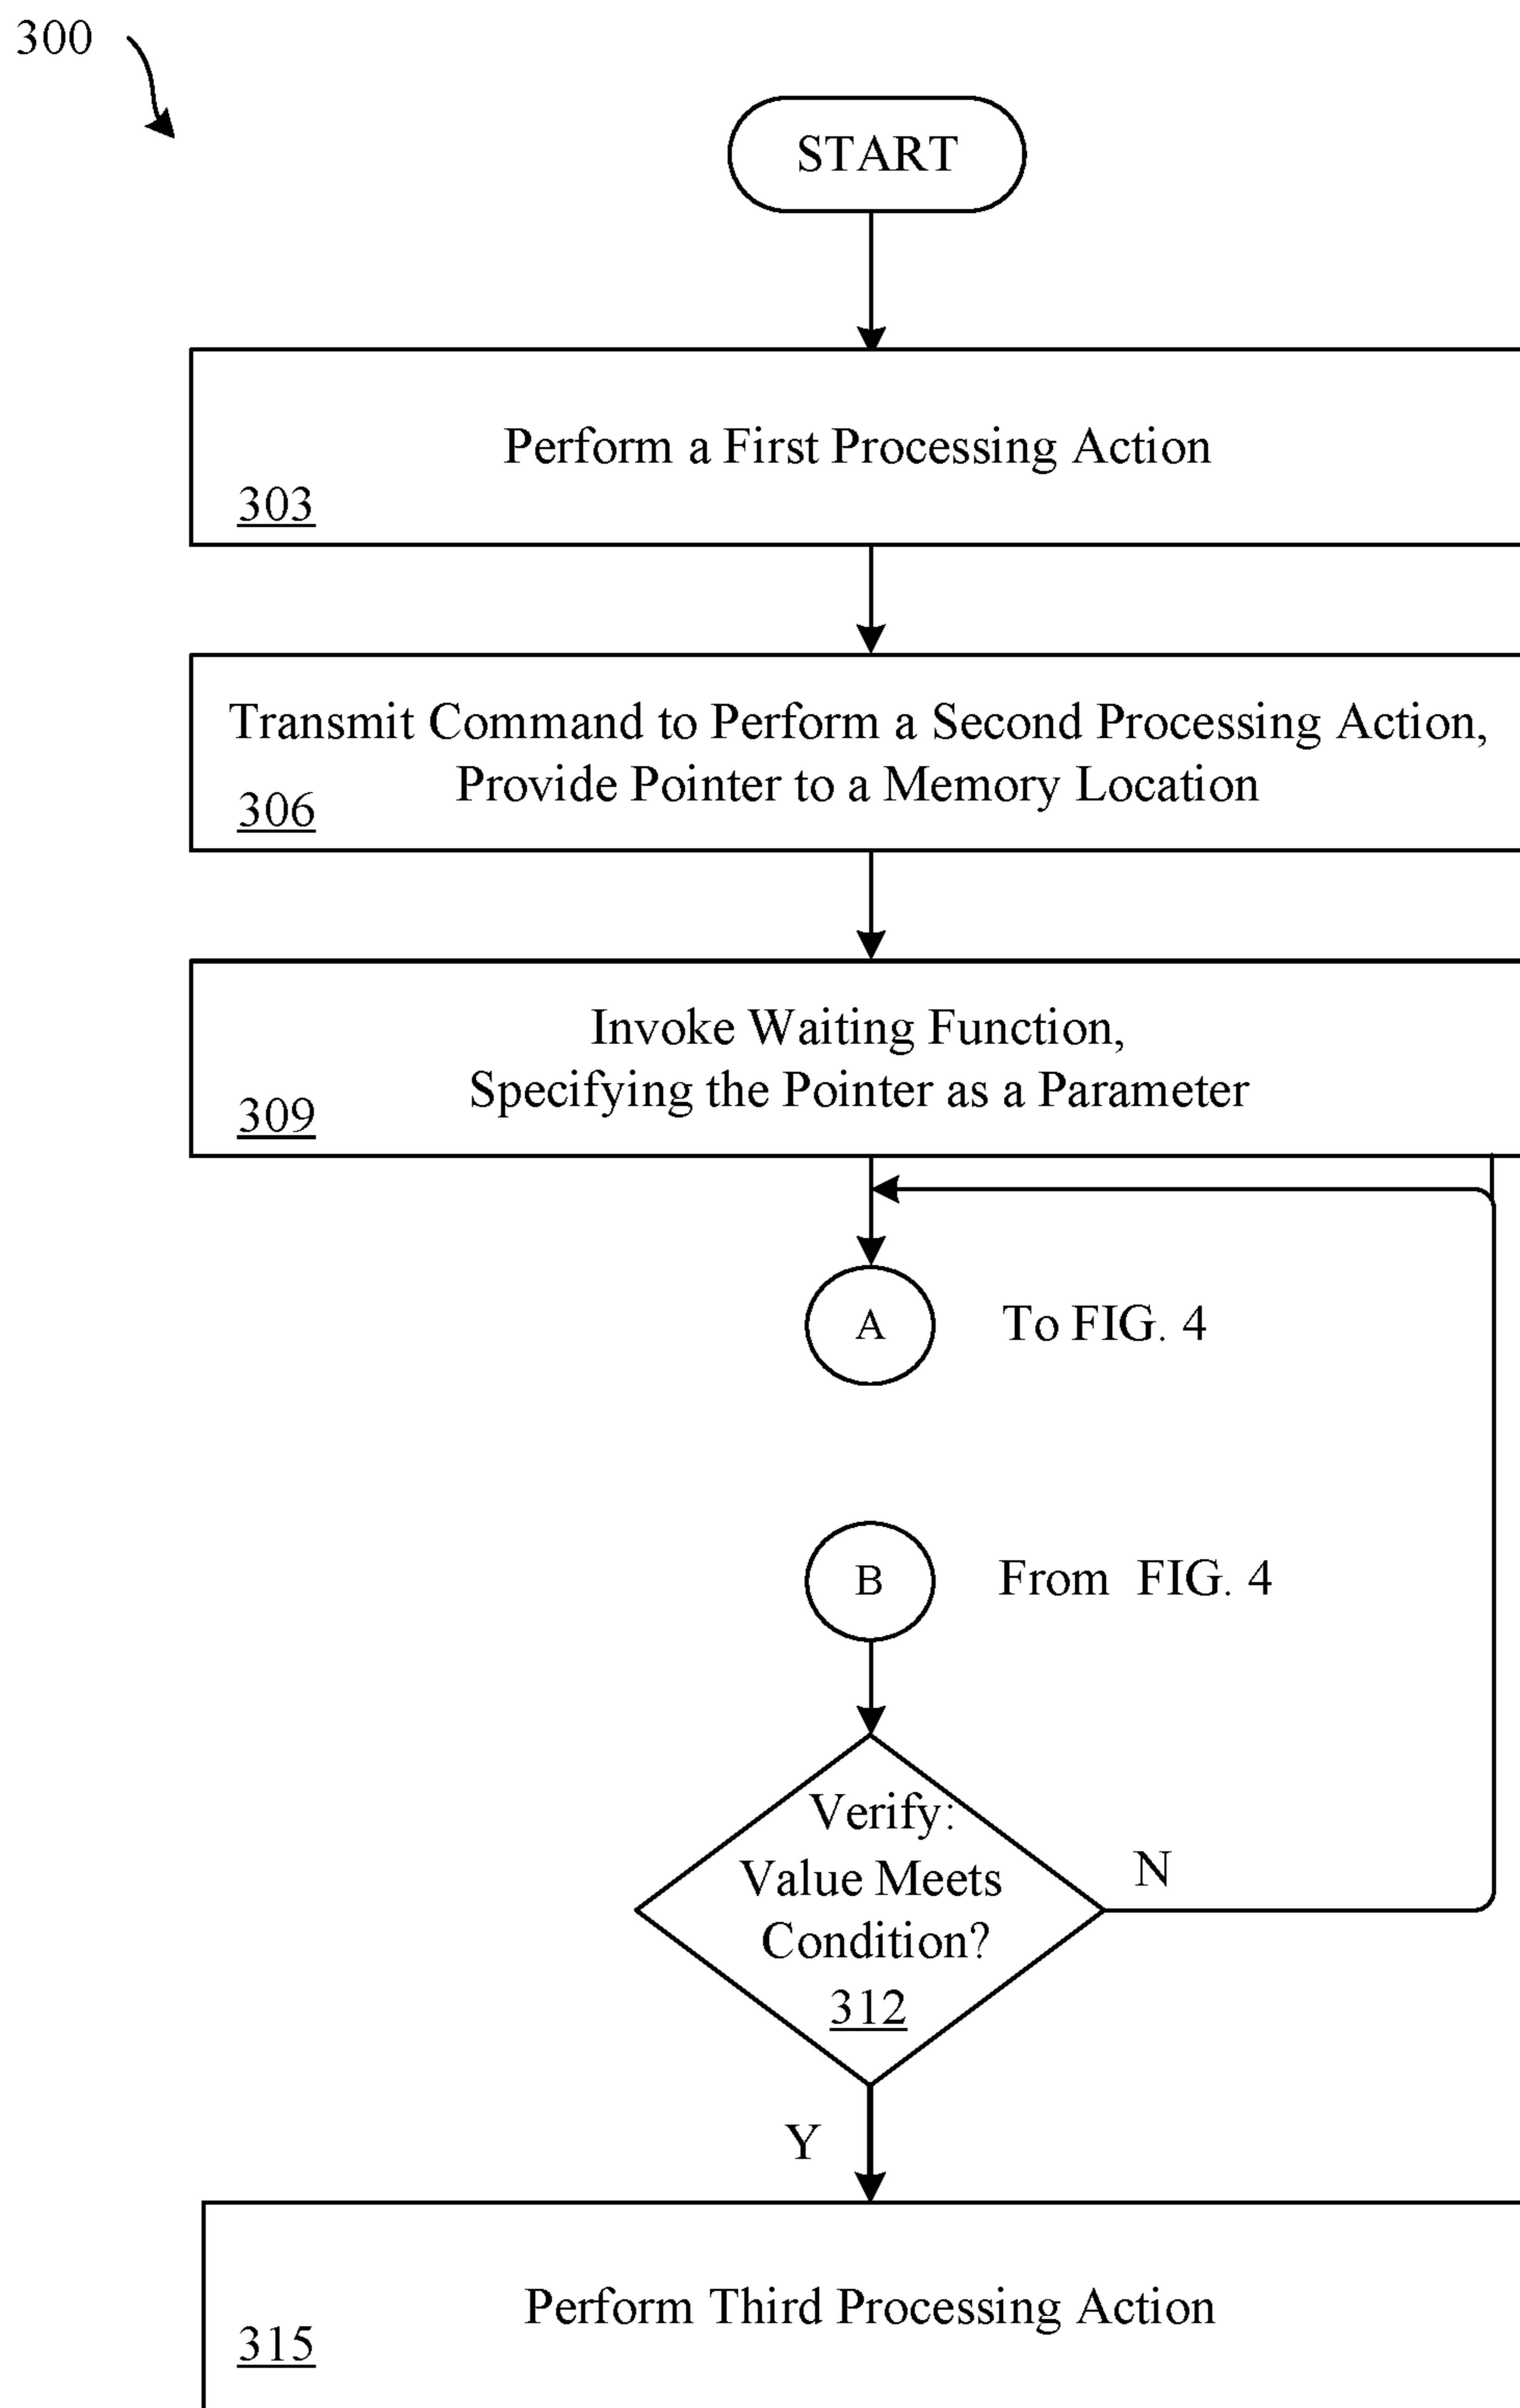 300
START
Perform a First Processing Action
303
Transmit Command to Perform a Second Processing Action,
Provide Pointer to a Memory Location
306
Invoke Waiting Function,
Specifying the Pointer as a Parameter
309
A
To FIG. 4
B
From FIG. 4
Verify:
Value Meets
Condition?
312
N
Y
Perform Third Processing Action
315